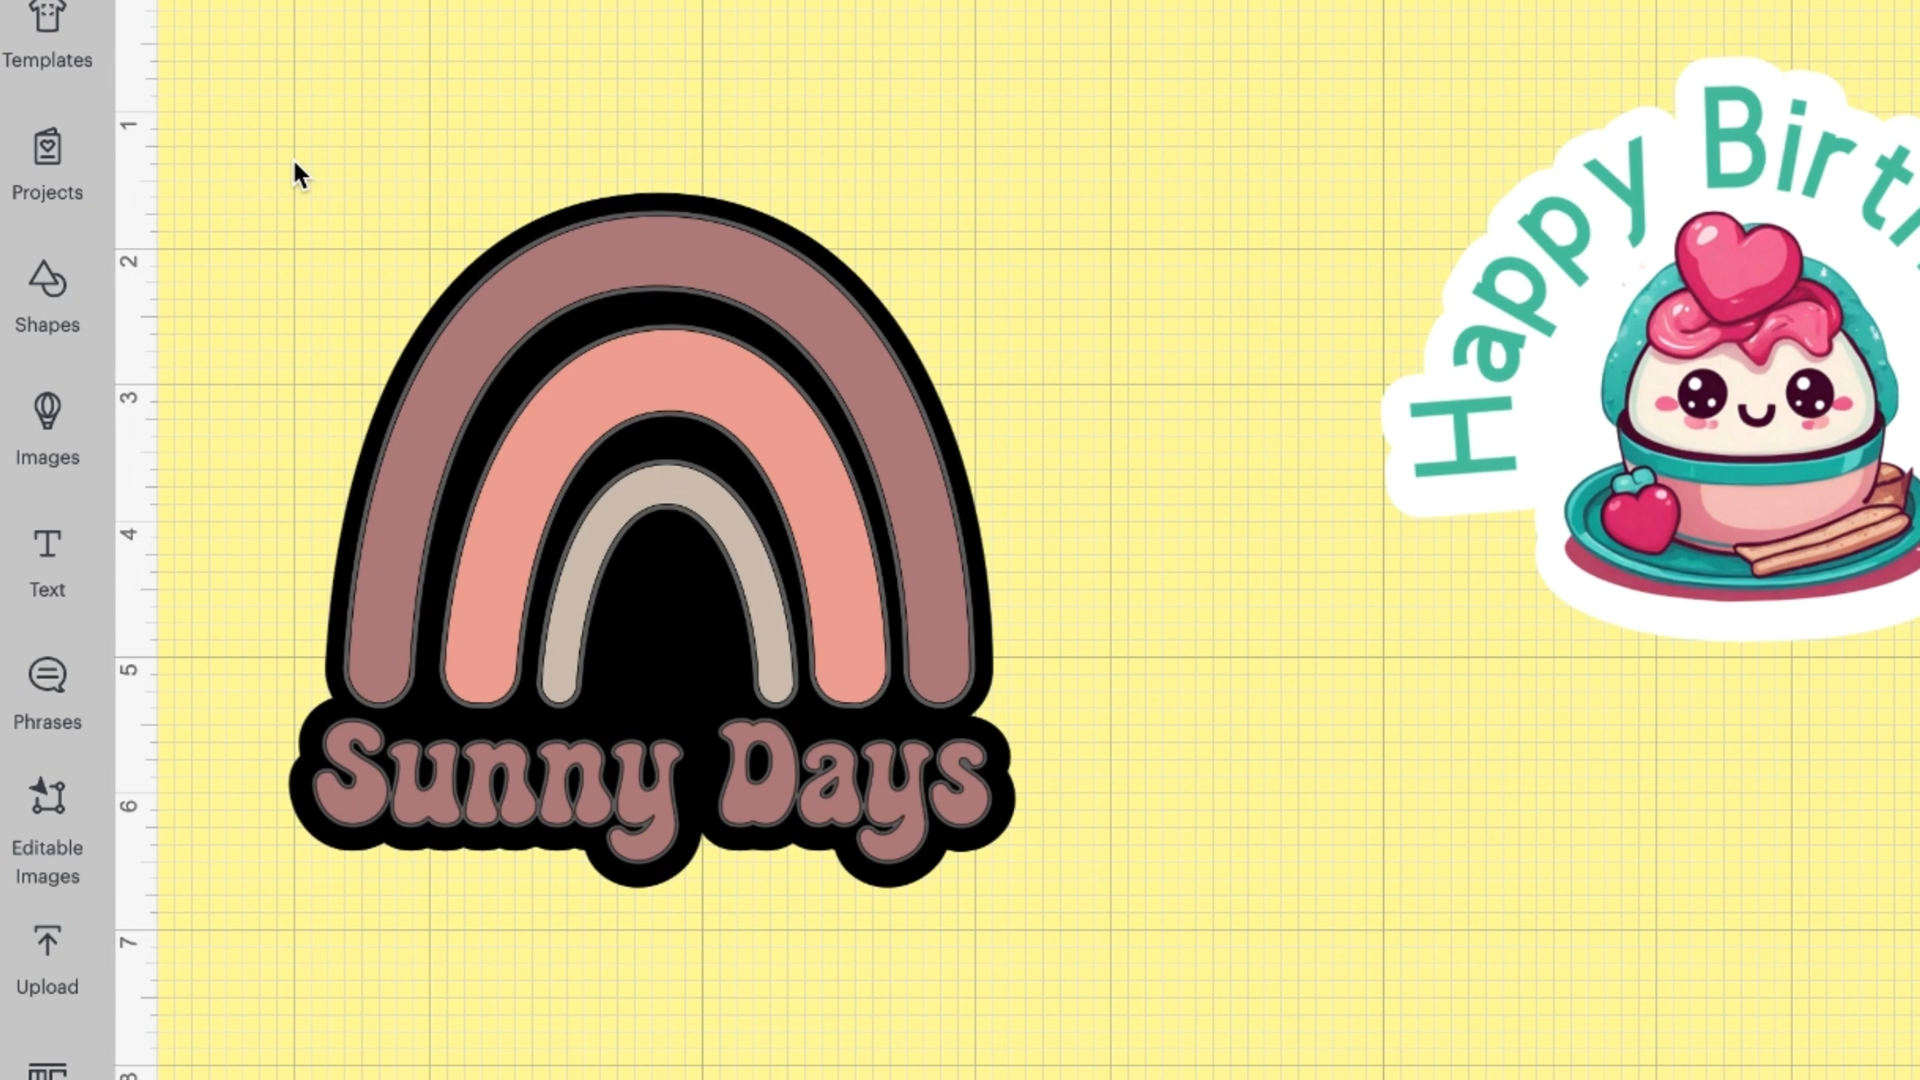 Templates
Projects
Shapes
Images
Text
Phrases
Editable
Images
Upload
1
2
3
4
5
6
7
Happy Birt
Sunny Days